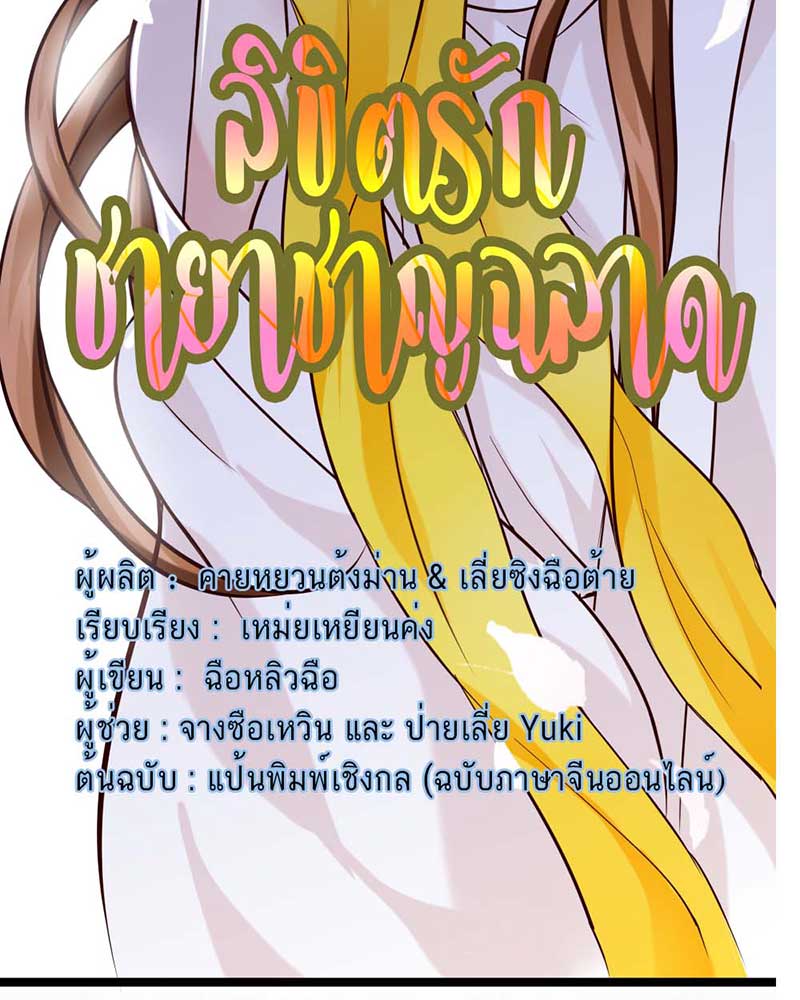 ลิขิตรัก
ชายาชาญฉลาด
ผู้ผลิต : คายหยวนต้งม่าน & เลี่ยซิงฉือต้าย
เรียบเรียง : เหม่ยเหยียนค่ง
ผู้เขียน : ฉือหลิวฉือ
ผู้ช่วย : จางซือเหวิน และ ป่ายเลี่ย Yuki
ต้นฉบับ : แป้นพิมพ์เชิงกล (ฉบับภาษาจีนออนไลน์)